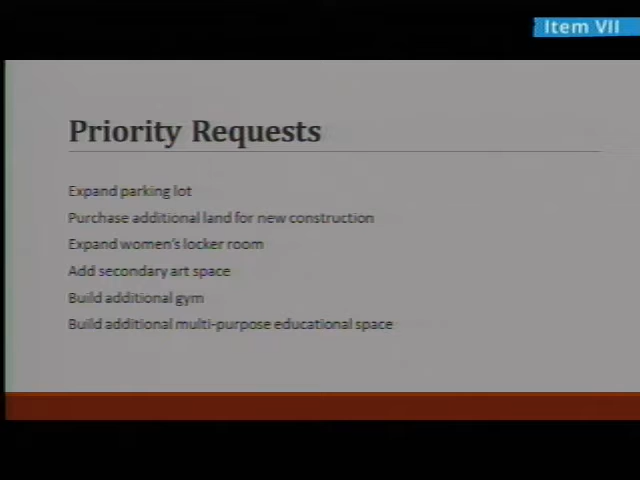 Item VII
Priority Requests
Expand parking lot
Purchase additional land for new construction
Expand women's locker room
Add secondary art space
Build additional gym
Build additional multi-purpose educational space